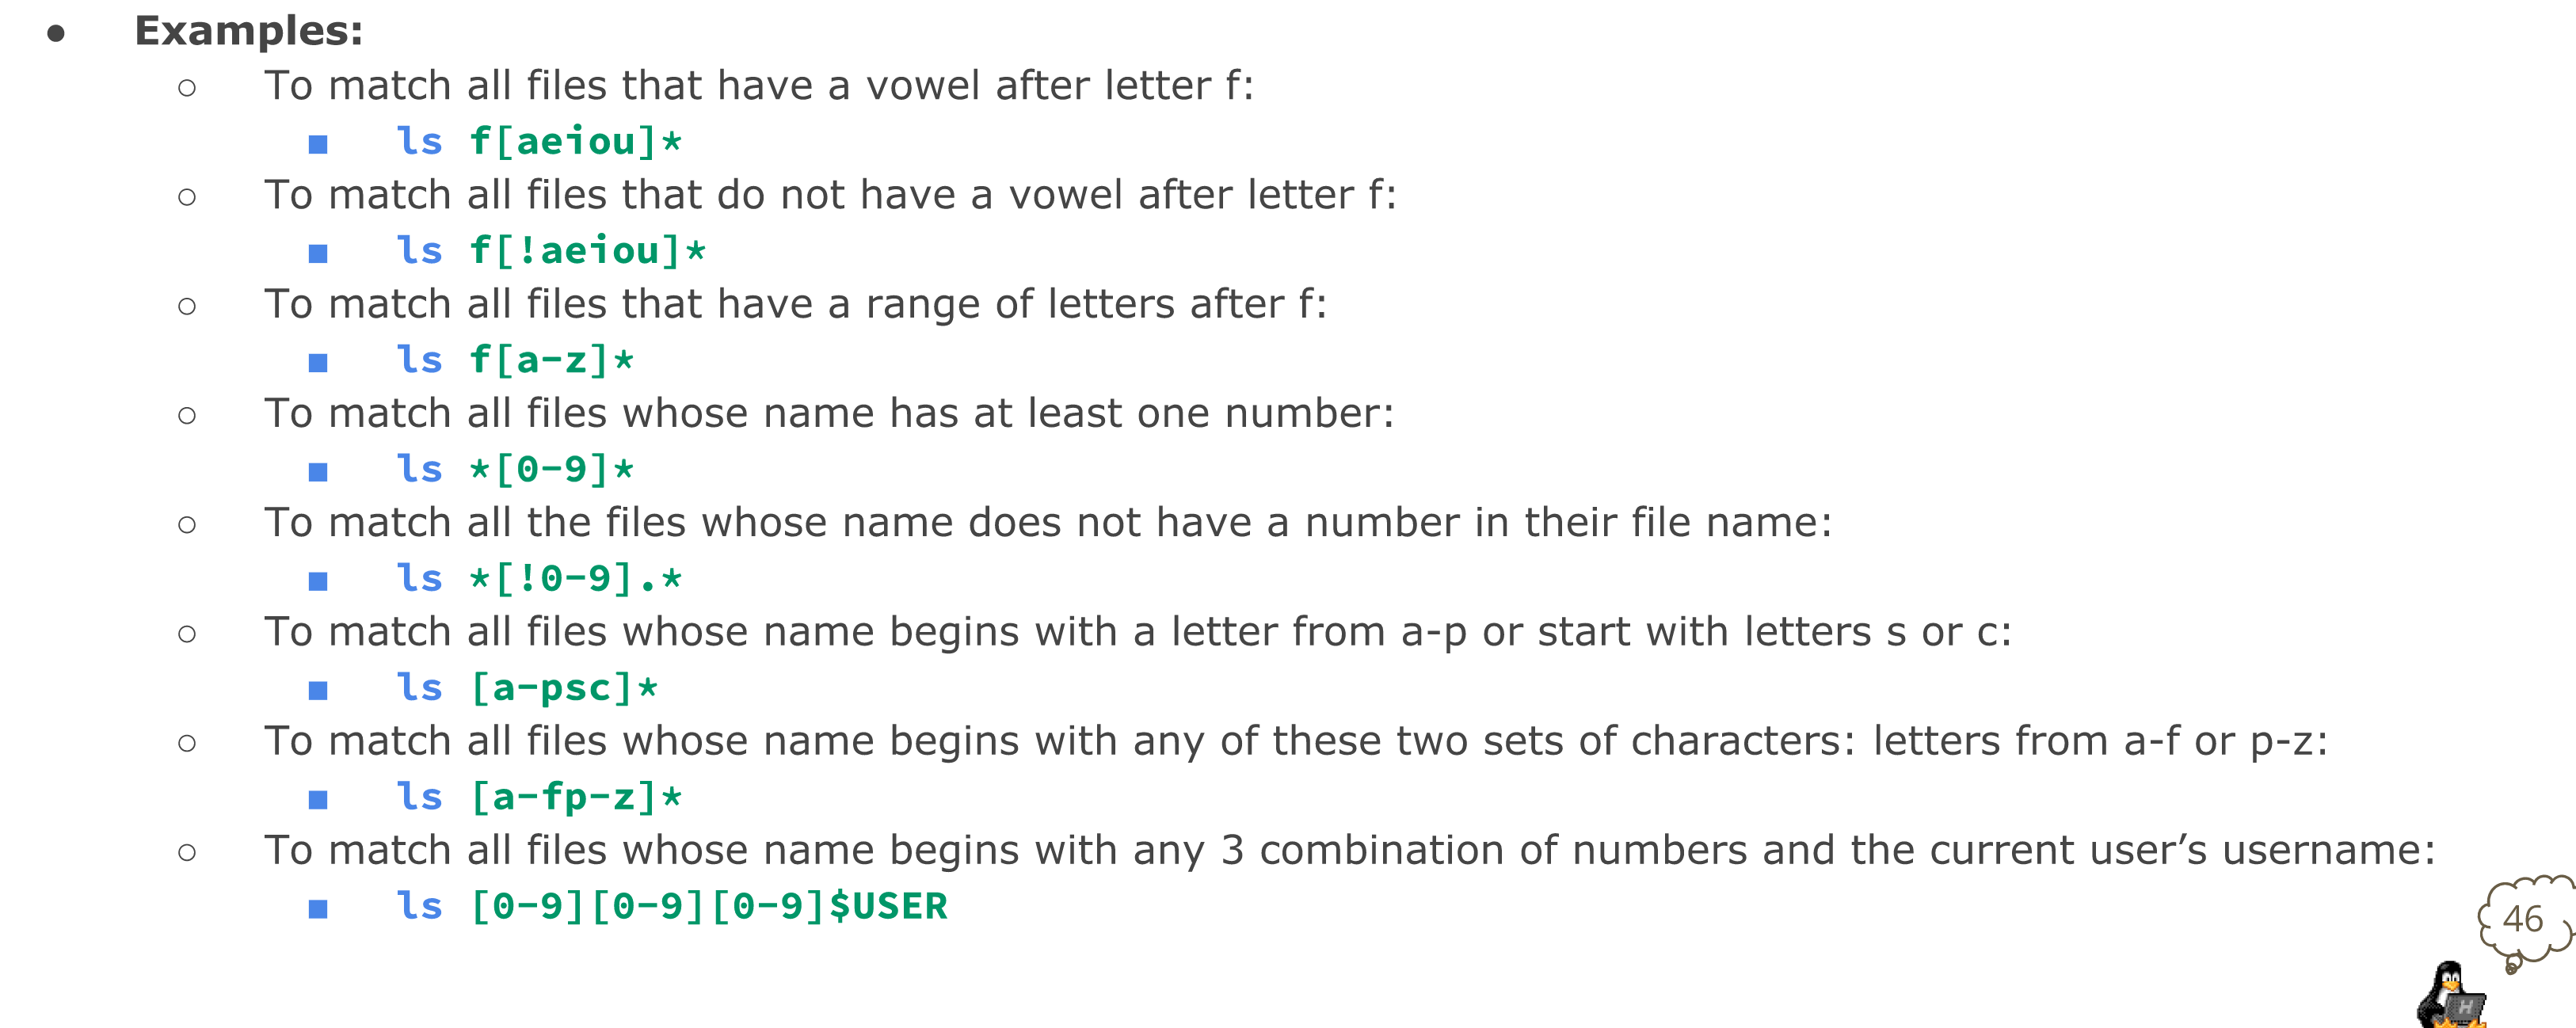 ● Examples:
○ To match all files that have a vowel after letter f:
■ ls f[aeiou]*
○ To match all files that do not have a vowel after letter f:
■ ls f[!aeiou]*
○ To match all files that have a range of letters after f:
■ ls f[a-z]*
○ To match all files whose name has at least one number:
■ ls *[0-9]*
○ To match all the files whose name does not have a number in their file name:
■ ls *[!0-9].*
○ To match all files whose name begins with a letter from a-p or start with letters s or c:
■ ls [a-psc]*
○ To match all files whose name begins with any of these two sets of characters: letters from a-f or p-z:
■ ls [a-fp-z]*
○ To match all files whose name begins with any 3 combination of numbers and the current user’s username:
■ ls [0-9][0-9][0-9]$USER
46
H